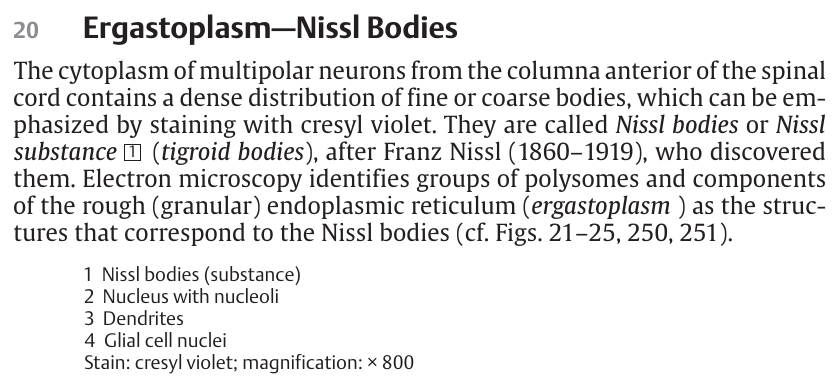 20 Ergastoplasm—Nissl Bodies
The cytoplasm of multipolar neurons from the columna anterior of the spinal
cord contains a dense distribution of fine or coarse bodies, which can be em-
phasized by staining with cresyl violet. They are called Nissl bodies or Nissl
substance 1 (tigroid bodies), after Franz Nissl (1860–1919), who discovered
them. Electron microscopy identifies groups of polysomes and components
of the rough (granular) endoplasmic reticulum (ergastoplasm ) as the struc-
tures that correspond to the Nissl bodies (cf. Figs. 21–25, 250, 251).
1 Nissl bodies (substance)
2 Nucleus with nucleoli
3 Dendrites
4 Glial cell nuclei
Stain: cresyl violet; magnification: × 800